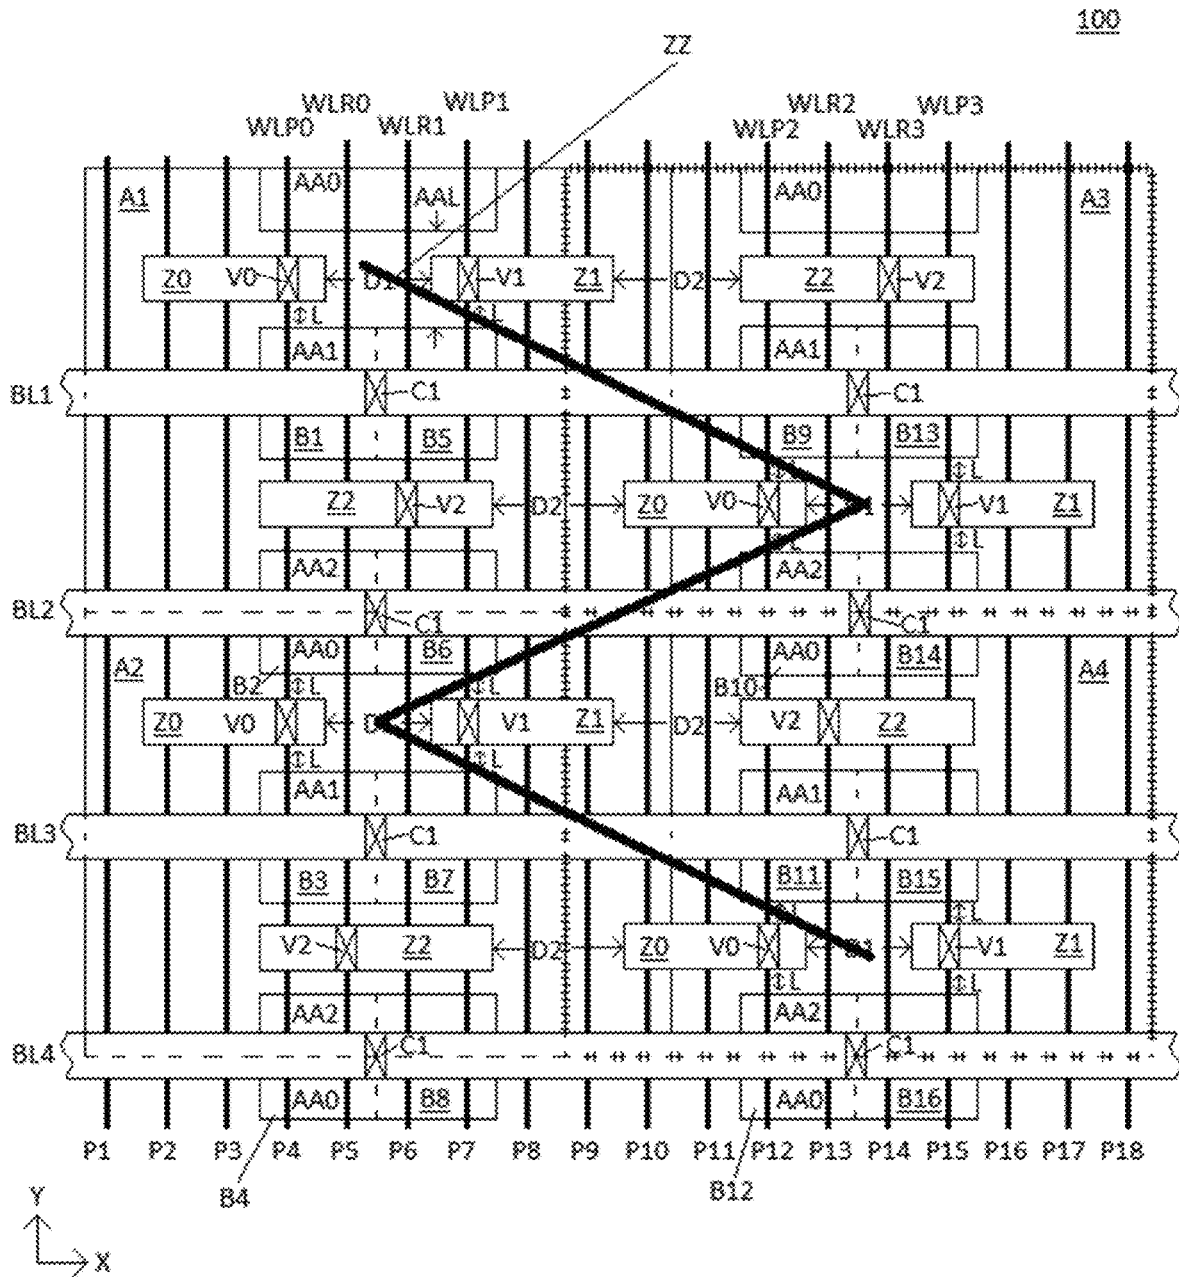 100
ZZ
WLR0 WLP1 WLR2 WLP3
WLP0 WLR1 WLP2 WLR3
A1 AA0 AAL AA0 A3
Z0 V0 D1 V1 Z1 D2 Z2 V2
L L
AA1 AA1
BL1 C1 C1
B1 B5 B9 B13
L L
Z2 V2 D2 Z0 V0 V1 Z1
L L
AA2 AA2
BL2 C1 C1
A2 AA0 B6 AA0 B14 A4
B2 L L B10
Z0 V0 D V1 Z1 D2 V2 Z2
L L
AA1 AA1
BL3 C1 C1
B3 B7 B11 B15
L L
V2 Z2 D2 Z0 V0 D1 V1 Z1
L L
AA2 AA2
BL4 C1 C1
AA0 B8 AA0 B16
P1 P2 P3 P4 P5 P6 P7 P8 P9 P10 P11 P12 P13 P14 P15 P16 P17 P18
B4 B12
Y
X